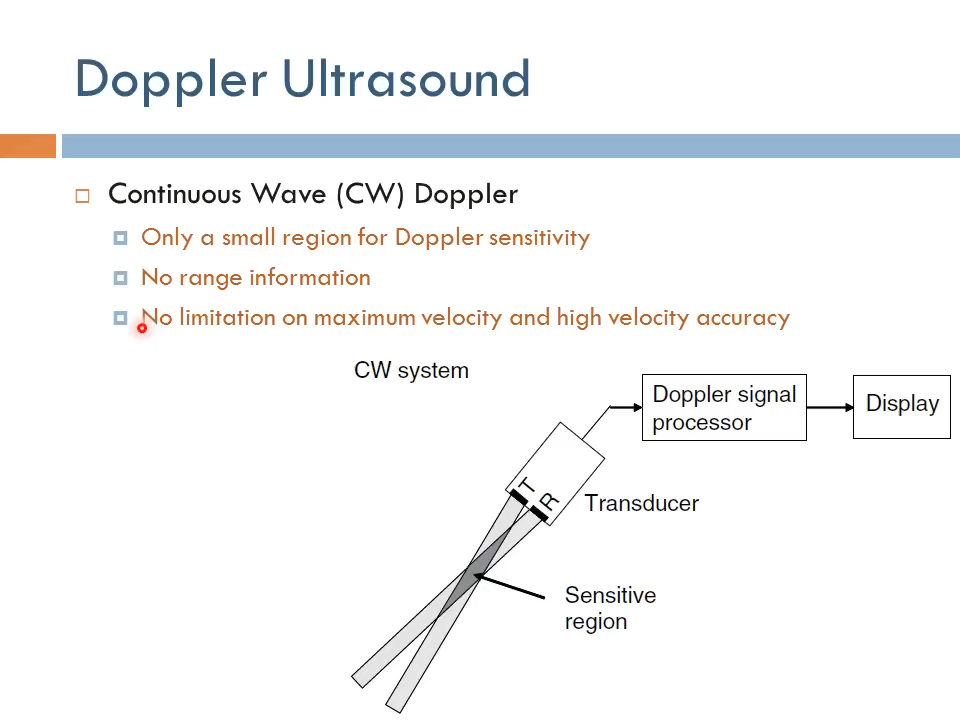 Doppler Ultrasound
Continuous Wave (CW) Doppler
Only a small region for Doppler sensitivity
No range information
No limitation on maximum velocity and high velocity accuracy
CW system
Doppler signal
processor
Display
T
R
Transducer
Sensitive
region